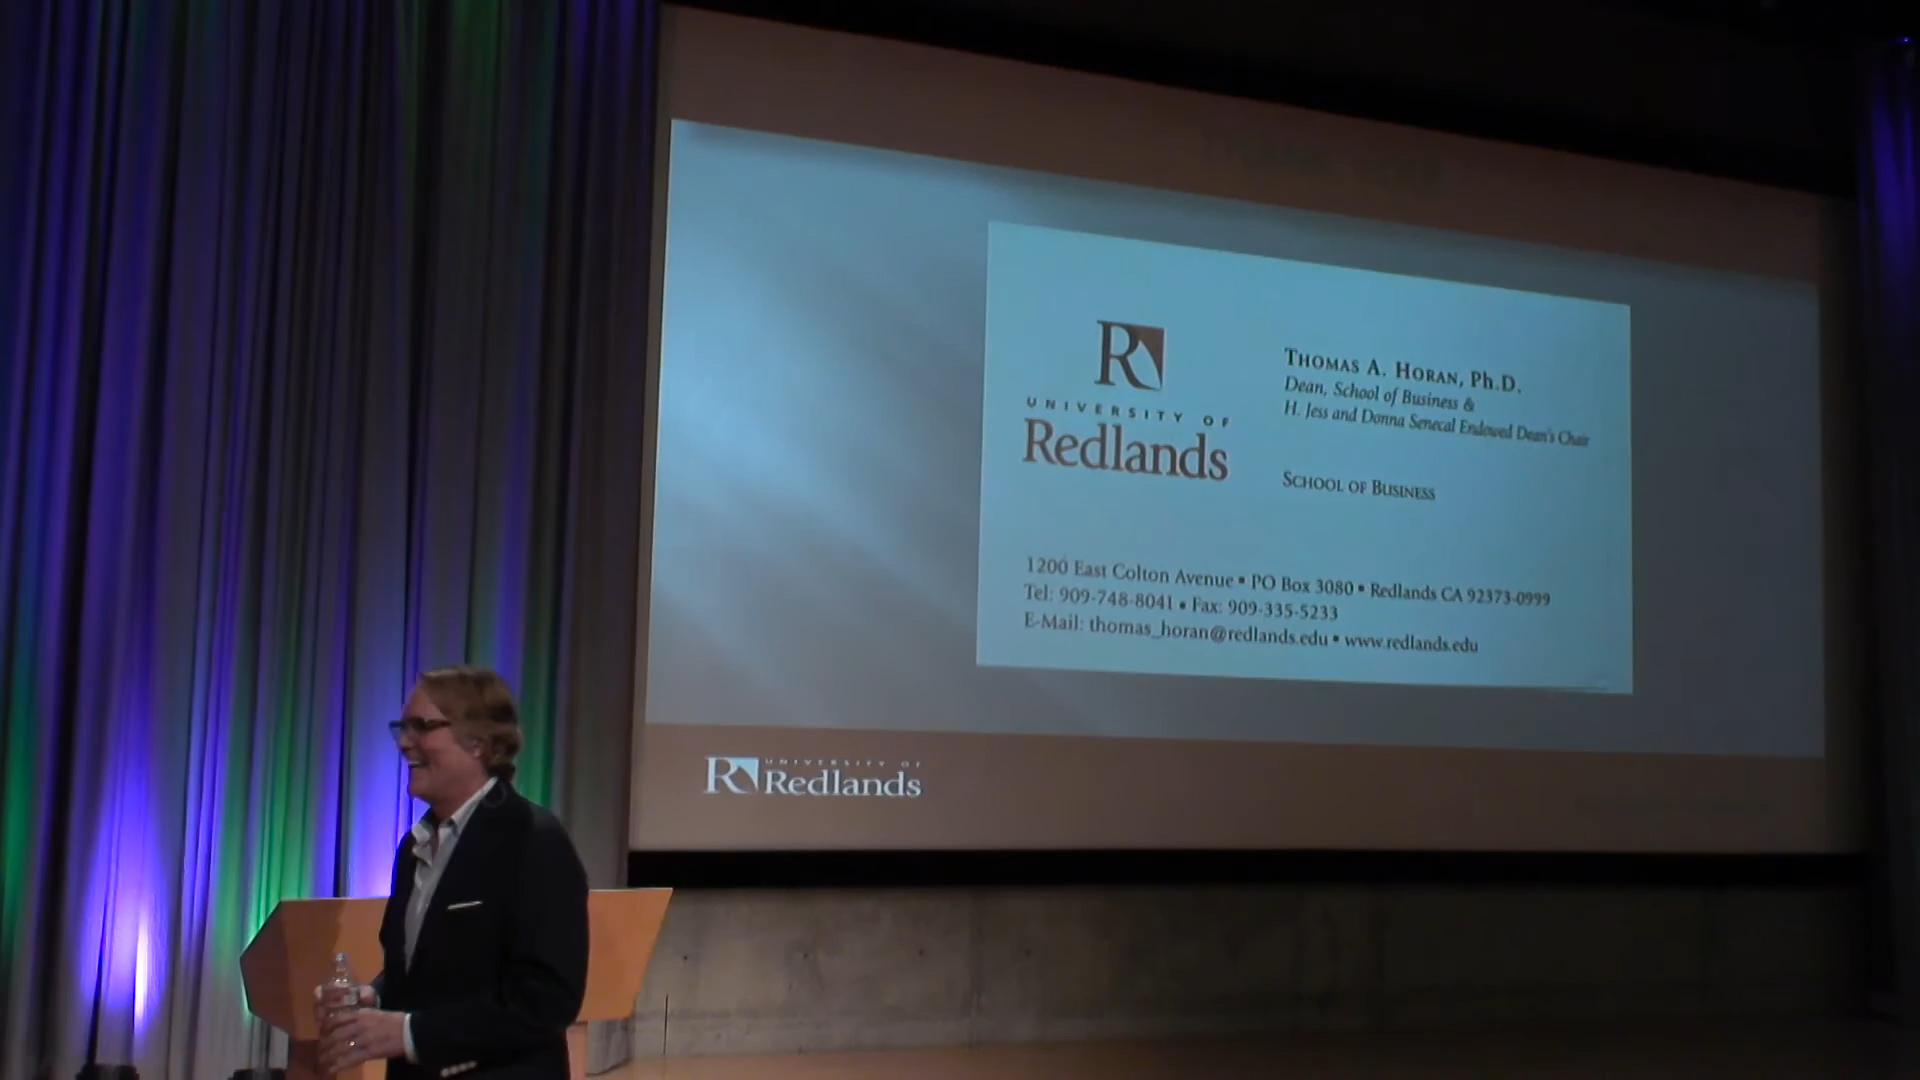 R
UNIVERSITY OF
Redlands
THOMAS A. HORAN, Ph.D.
Dean, School of Business &
H. Jess and Donna Senecal Endowed Dean's Chair
SCHOOL OF BUSINESS
1200 East Colton Avenue ▪ PO Box 3080 ▪ Redlands CA 92373-0999
Tel: 909-748-8041 ▪ Fax: 909-335-5233
E-Mail: thomas_horan@redlands.edu ▪ www.redlands.edu
R UNIVERSITY OF
Redlands